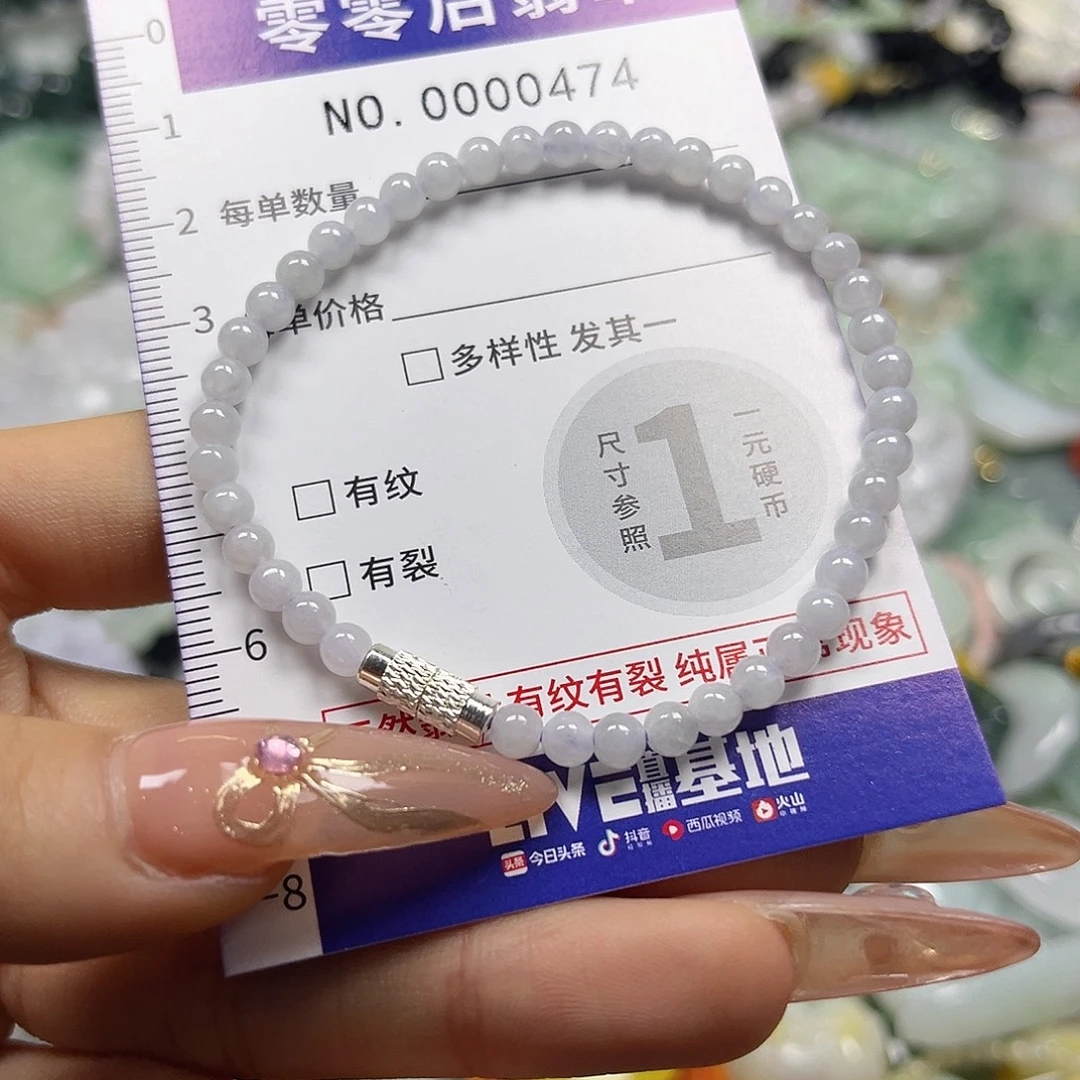 0
零零后翡翠
1
NO. 0000474
2
每单数量
3
单价格
多样性 发其一
1
尺寸参照
一元硬币
有纹
有裂
6
有纹有裂 纯属 现象
直播基地
头条 今日头条
抖音
西瓜视频
火山
8